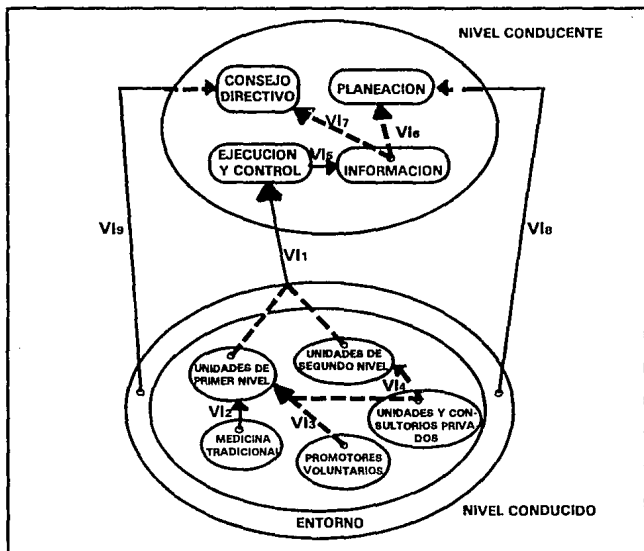 NIVEL CONDUCENTE
CONSEJO
DIRECTIVO
PLANEACION
VI7
VI6
EJECUCION
Y CONTROL
VI5
INFORMACION
VI9
VI8
VI1
UNIDADES DE
PRIMER NIVEL
UNIDADES DE
SEGUNDO NIVEL
VI4
VI2
VI3
UNIDADES Y CON-
SULTORIOS PRIVA
DOS
MEDICINA
TRADICIONAL
PROMOTORES
VOLUNTARIOS
ENTORNO
NIVEL CONDUCIDO